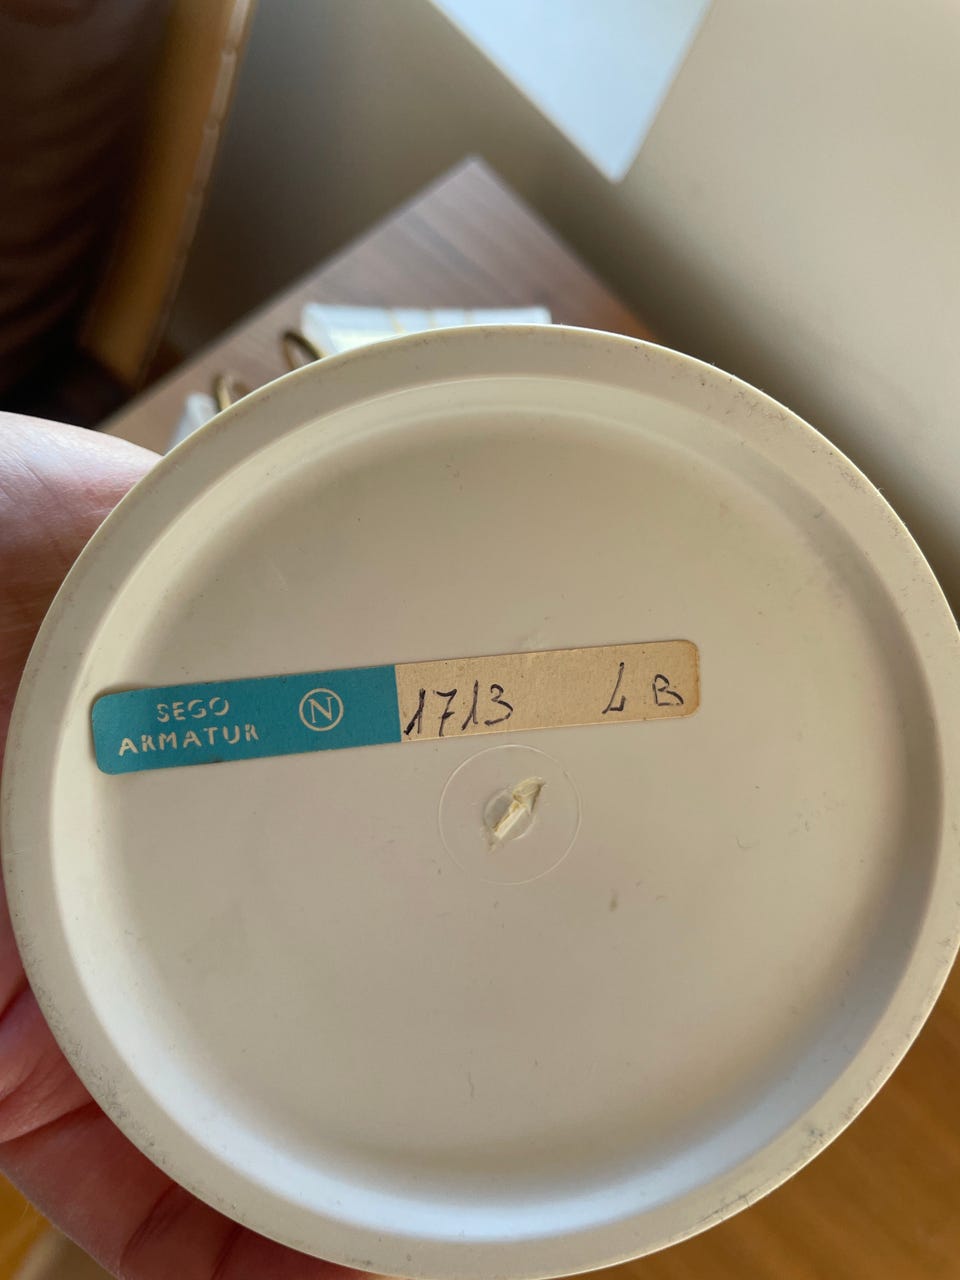 SEGO
ARMATUR
N
1713 LB